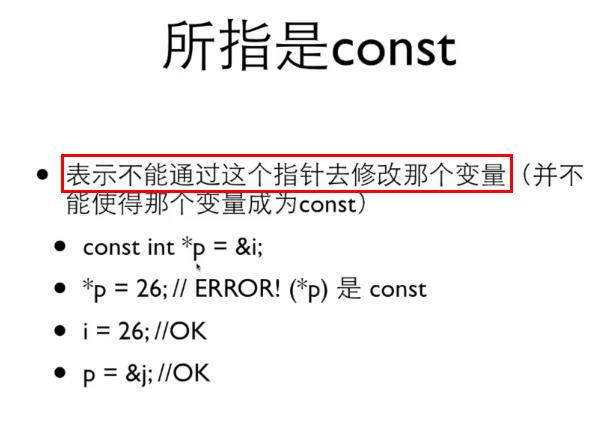 所指是const
• 表示不能通过这个指针去修改那个变量（并不
能使得那个变量成为const）
• const int *p = &i;
• *p = 26; // ERROR! (*p) 是 const
• i = 26; //OK
• p = &j; //OK